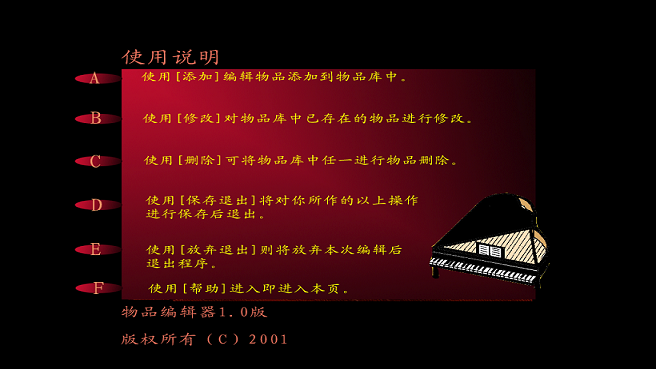 使用说明
A 使用[添加]编辑物品添加到物品库中。
B 使用[修改]对物品库中已存在的物品进行修改。
C 使用[删除]可将物品库中任一进行物品删除。
D 使用[保存退出]将对你所作的以上操作
进行保存后退出。
E 使用[放弃退出]则将放弃本次编辑后
退出程序。
F 使用[帮助]进入即进入本页。
物品编辑器1.0版
版权所有（C）2001